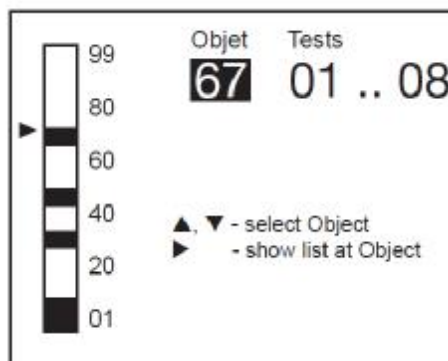 Objet Tests
67 01 .. 08
99
80
60
40
20
01
▲, ▼ - select Object
► - show list at Object